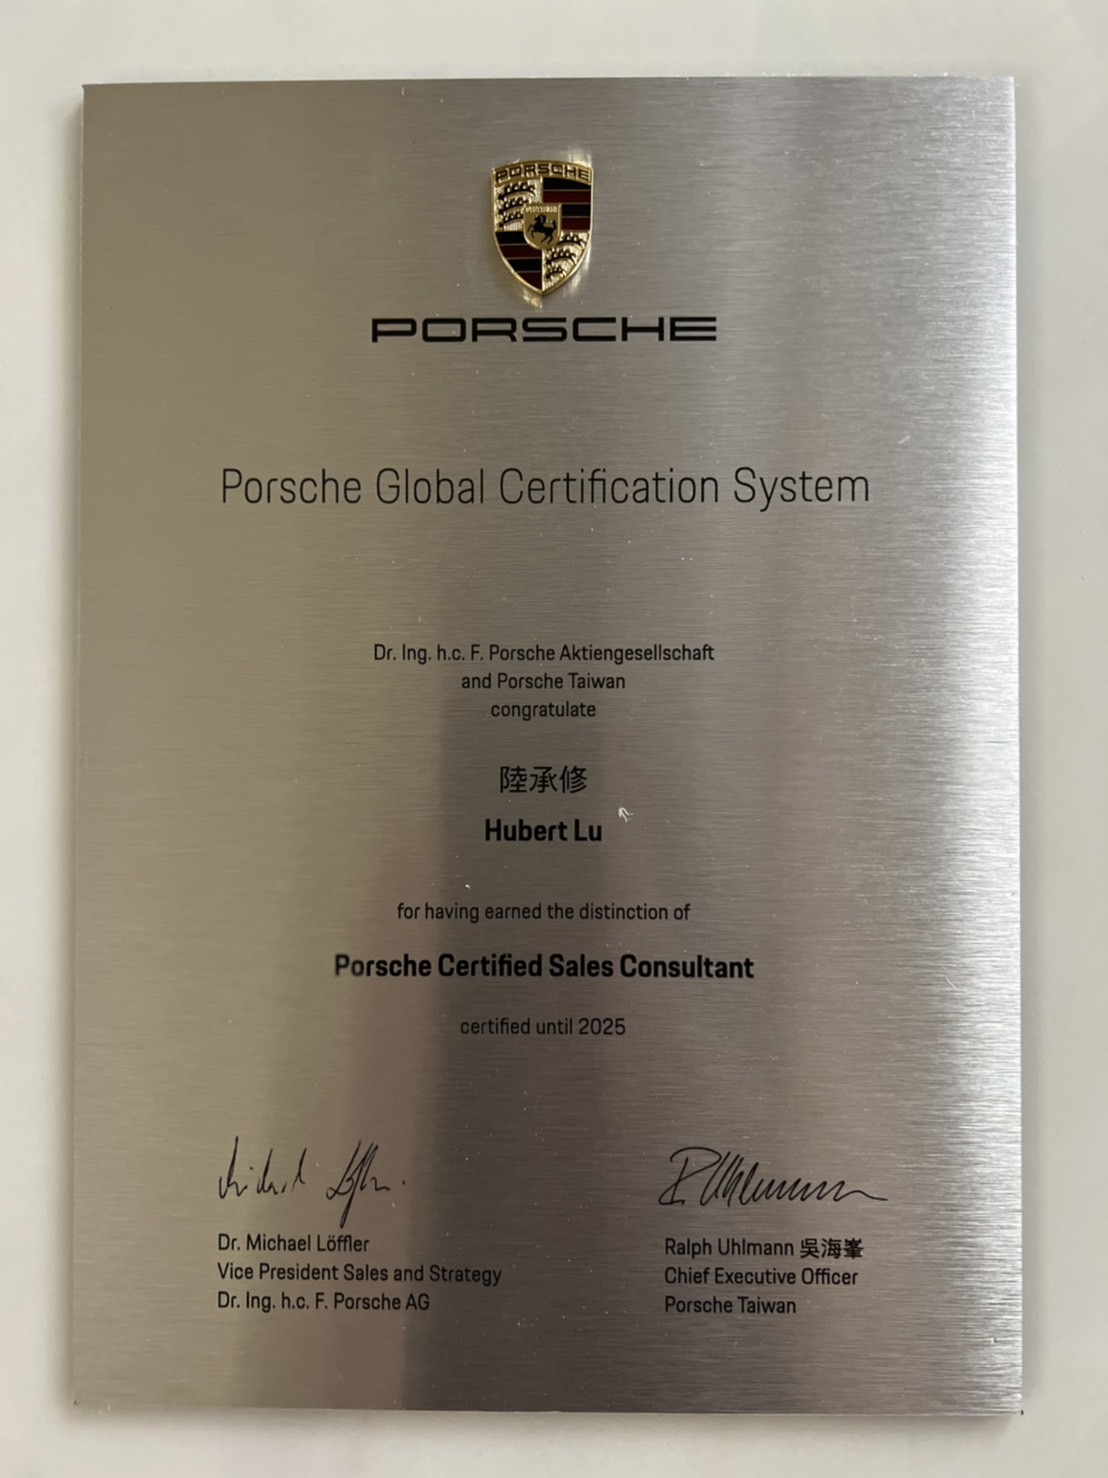 PORSCHE
PORSCHE
Porsche Global Certification System
Dr. Ing. h.c. F. Porsche Aktiengesellschaft
and Porsche Taiwan
congratulate
陸承修
Hubert Lu
for having earned the distinction of
Porsche Certified Sales Consultant
certified until 2025
Dr. Michael Löffler
Vice President Sales and Strategy
Dr. Ing. h.c. F. Porsche AG
Ralph Uhlmann 吳海峯
Chief Executive Officer
Porsche Taiwan